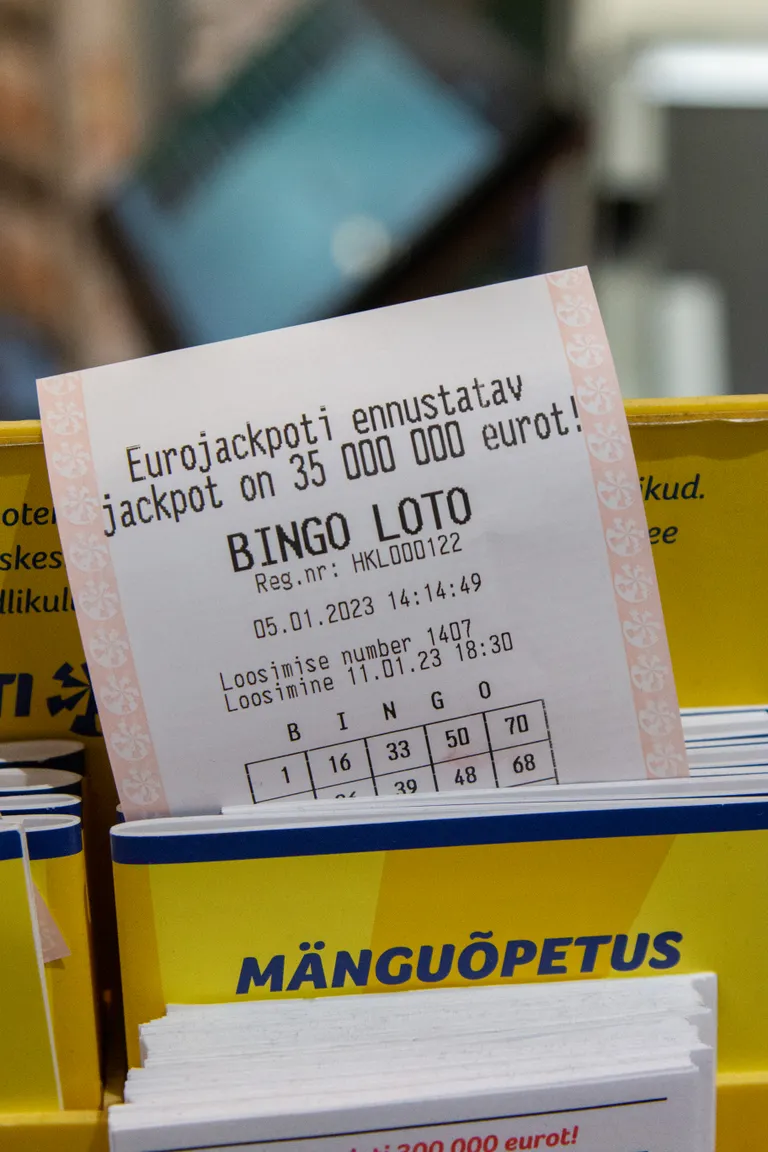 Eurojackpoti ennustatav
jackpot on 35 000 000 eurot!
BINGO LOTO
Reg.nr: HKL000122
05.01.2023 14:14:49
Loosimise number 1407
Loosimine 11.01.23 18:30
B I N G O
1 16 33 50 70
39 48 68
MÄNGUÕPETUS
300 000 eurot!